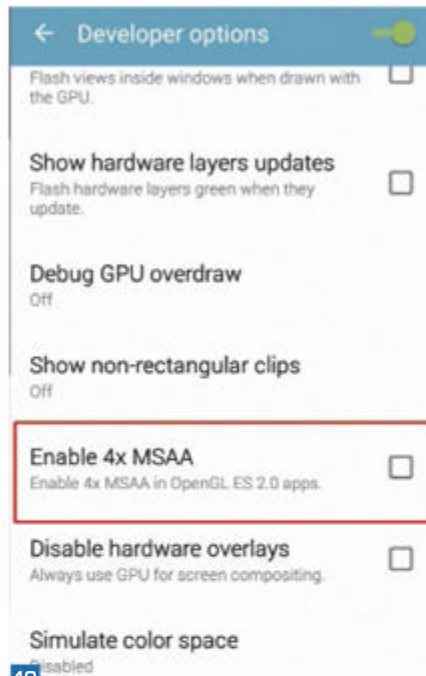 Developer options
Flash views inside windows when drawn with
the GPU.
Show hardware layers updates
Flash hardware layers green when they
update.
Debug GPU overdraw
Off
Show non-rectangular clips
Off
Enable 4x MSAA
Enable 4x MSAA in OpenGL ES 2.0 apps.
Disable hardware overlays
Always use GPU for screen compositing.
Simulate color space